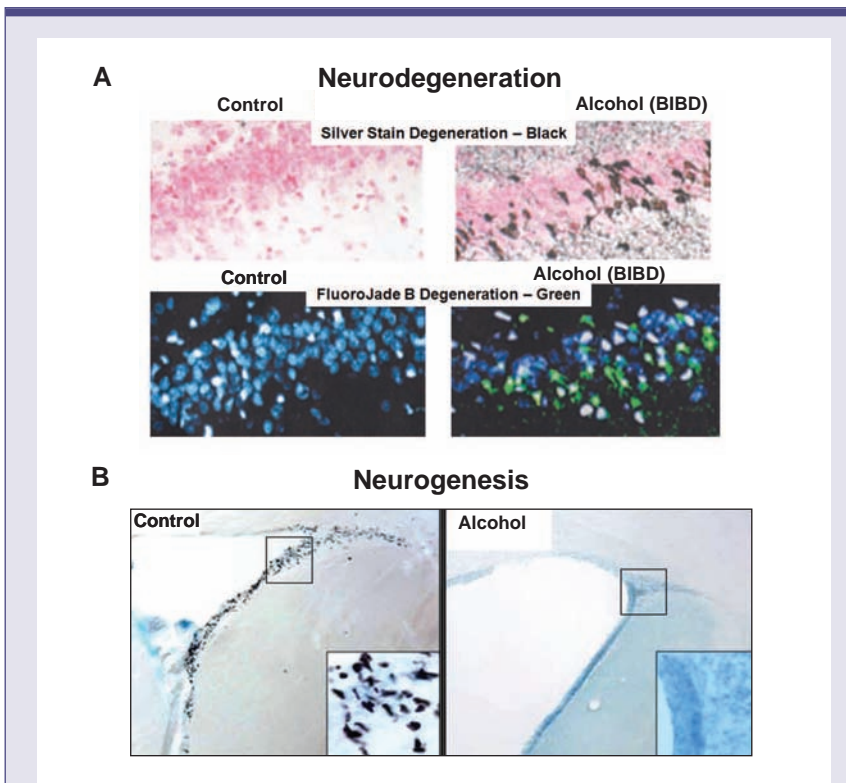 A
Neurodegeneration
Control
Alcohol (BIBD)
Silver Stain Degeneration – Black
Control
Alcohol (BIBD)
FluoroJade B Degeneration – Green
B
Neurogenesis
Control
Alcohol